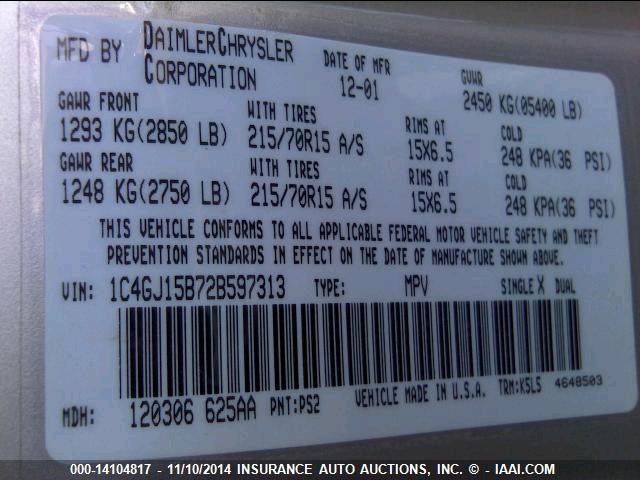 MFD BY DAIMLERCHRYSLER CORPORATION DATE OF MFR 12-01 GVWR 2450 KG(05400 LB)
GAWR FRONT WITH TIRES RIMS AT COLD
1293 KG(2850 LB) 215/70R15 A/S 15X6.5 248 KPA(36 PSI)
GAWR REAR WITH TIRES RIMS AT COLD
1248 KG(2750 LB) 215/70R15 A/S 15X6.5 248 KPA(36 PSI)
THIS VEHICLE CONFORMS TO ALL APPLICABLE FEDERAL MOTOR VEHICLE SAFETY AND THEFT
PREVENTION STANDARDS IN EFFECT ON THE DATE OF MANUFACTURE SHOWN ABOVE.
VIN: 1C4GJ15B72B597313 TYPE: MPV SINGLE X DUAL
MDH: 120306 625AA PNT:PS2 VEHICLE MADE IN U.S.A. TRM:K5L5 4648503
000-14104817 - 11/10/2014 INSURANCE AUTO AUCTIONS, INC. © - IAAI.COM